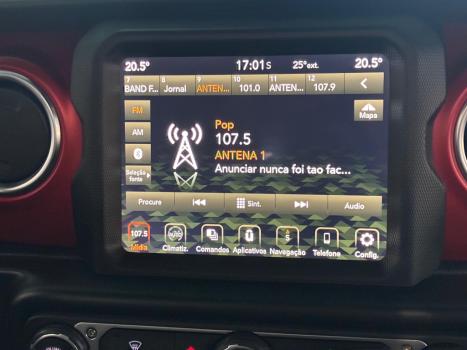 20.5° 17:01 S 25°ext. 20.5°
7 8 9 10 11 12
BAND F... Jornal ANTEN... 101.0 ANTEN... 107.9
FM
AM
Seleção
fonte
Pop
107.5
ANTENA 1
Anunciar nunca foi tao fac...
Mapa
Procure Sint. Áudio
107.5 AUTO S
Mídia Climatiz. Comandos Aplicativos Navegação Telefone Config.